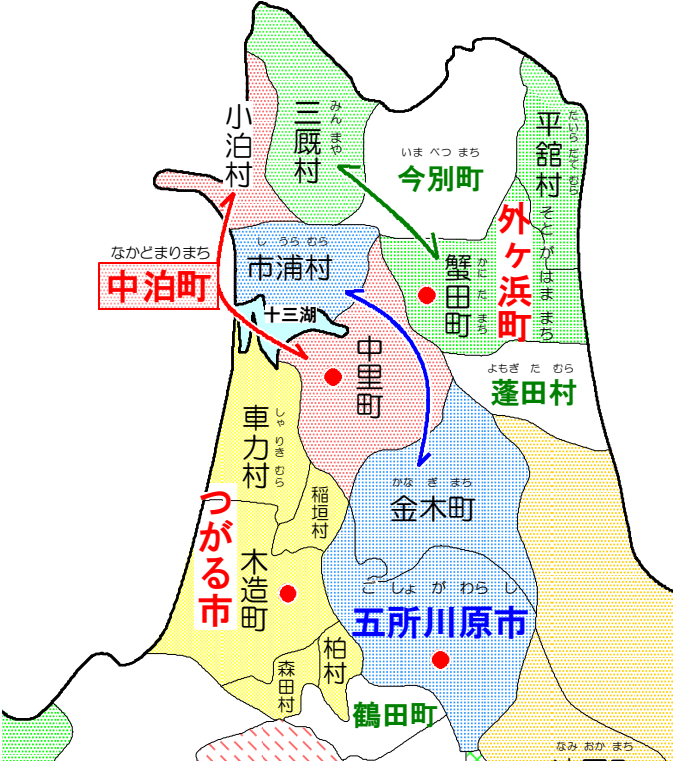 小泊村
みんまや
三厩村
いま べつ まち
今別町
たいら だて むら
平舘村
そとがはままち
外ヶ浜町
なかどまりまち
中泊町
し うら むら
市浦村
かに た まち
蟹田町
十三湖
中里町
よもぎ た むら
蓬田村
しゃ りき むら
車力村
かな ぎ まち
金木町
稲垣村
つがる市
木造町
ご しょ が わら し
五所川原市
柏村
森田村
鶴田町
なみ おか まち